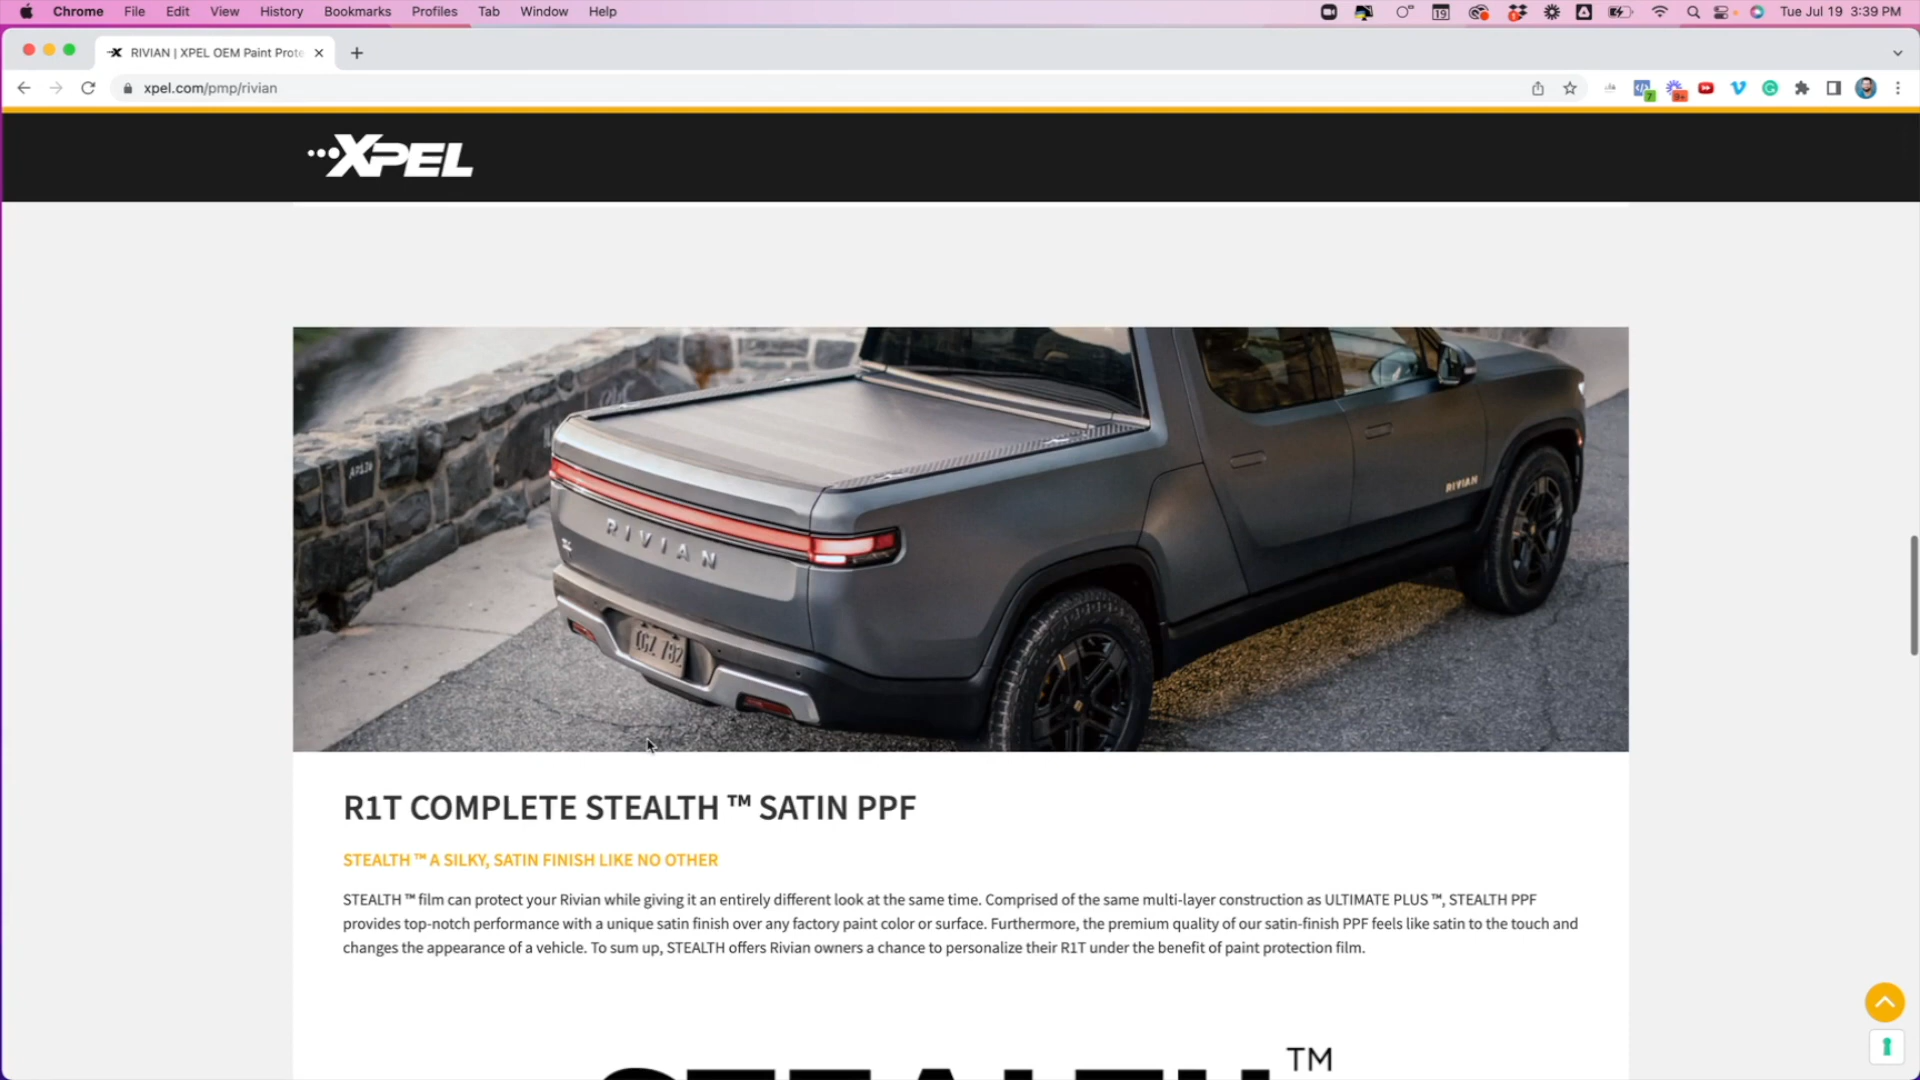 Chrome File Edit View History Bookmarks Profiles Tab Window Help 19 Tue Jul 19 3:39 PM
RIVIAN | XPEL OEM Paint Prote
xpel.com/pmp/rivian 7 9+
XPEL
RIVIAN
RIVIAN
R1T COMPLETE STEALTH ™ SATIN PPF
STEALTH ™ A SILKY, SATIN FINISH LIKE NO OTHER
STEALTH ™ film can protect your Rivian while giving it an entirely different look at the same time. Comprised of the same multi-layer construction as ULTIMATE PLUS ™, STEALTH PPF
provides top-notch performance with a unique satin finish over any factory paint color or surface. Furthermore, the premium quality of our satin-finish PPF feels like satin to the touch and
changes the appearance of a vehicle. To sum up, STEALTH offers Rivian owners a chance to personalize their R1T under the benefit of paint protection film.
STEALTH ™